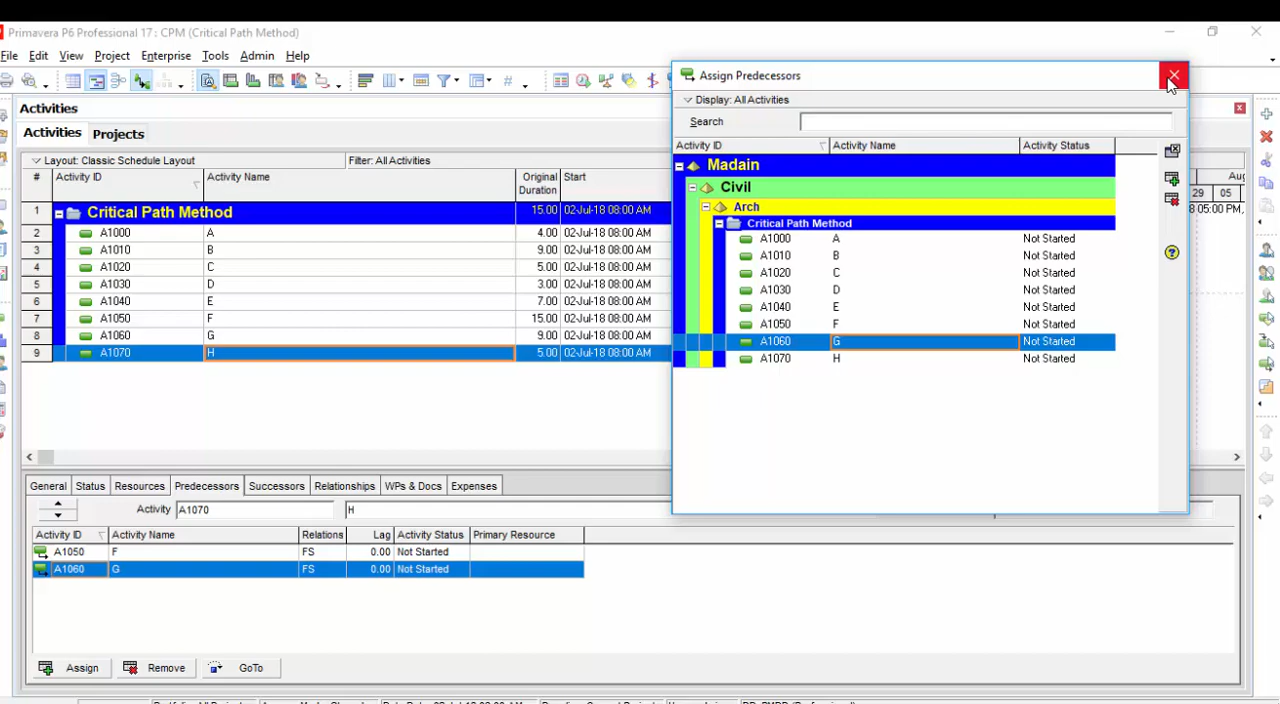 Primavera P6 Professional 17 : CPM (Critical Path Method)
File Edit View Project Enterprise Tools Admin Help
Activities
Activities Projects
Layout: Classic Schedule Layout Filter: All Activities
# Activity ID Activity Name Original Duration Start
1 Critical Path Method 15.00 02-Jul-18 08:00 AM
2 A1000 A 4.00 02-Jul-18 08:00 AM
3 A1010 B 9.00 02-Jul-18 08:00 AM
4 A1020 C 5.00 02-Jul-18 08:00 AM
5 A1030 D 3.00 02-Jul-18 08:00 AM
6 A1040 E 7.00 02-Jul-18 08:00 AM
7 A1050 F 15.00 02-Jul-18 08:00 AM
8 A1060 G 9.00 02-Jul-18 08:00 AM
9 A1070 H 5.00 02-Jul-18 08:00 AM
Assign Predecessors
Display: All Activities
Search
Activity ID Activity Name Activity Status
Madain
Civil
Arch
Critical Path Method
A1000 A Not Started
A1010 B Not Started
A1020 C Not Started
A1030 D Not Started
A1040 E Not Started
A1050 F Not Started
A1060 G Not Started
A1070 H Not Started
29 05
05:00 PM,
General Status Resources Predecessors Successors Relationships WPs & Docs Expenses
Activity A1070 H
Activity ID Activity Name Relations Lag Activity Status Primary Resource
A1050 F FS 0.00 Not Started
A1060 G FS 0.00 Not Started
Assign Remove GoTo